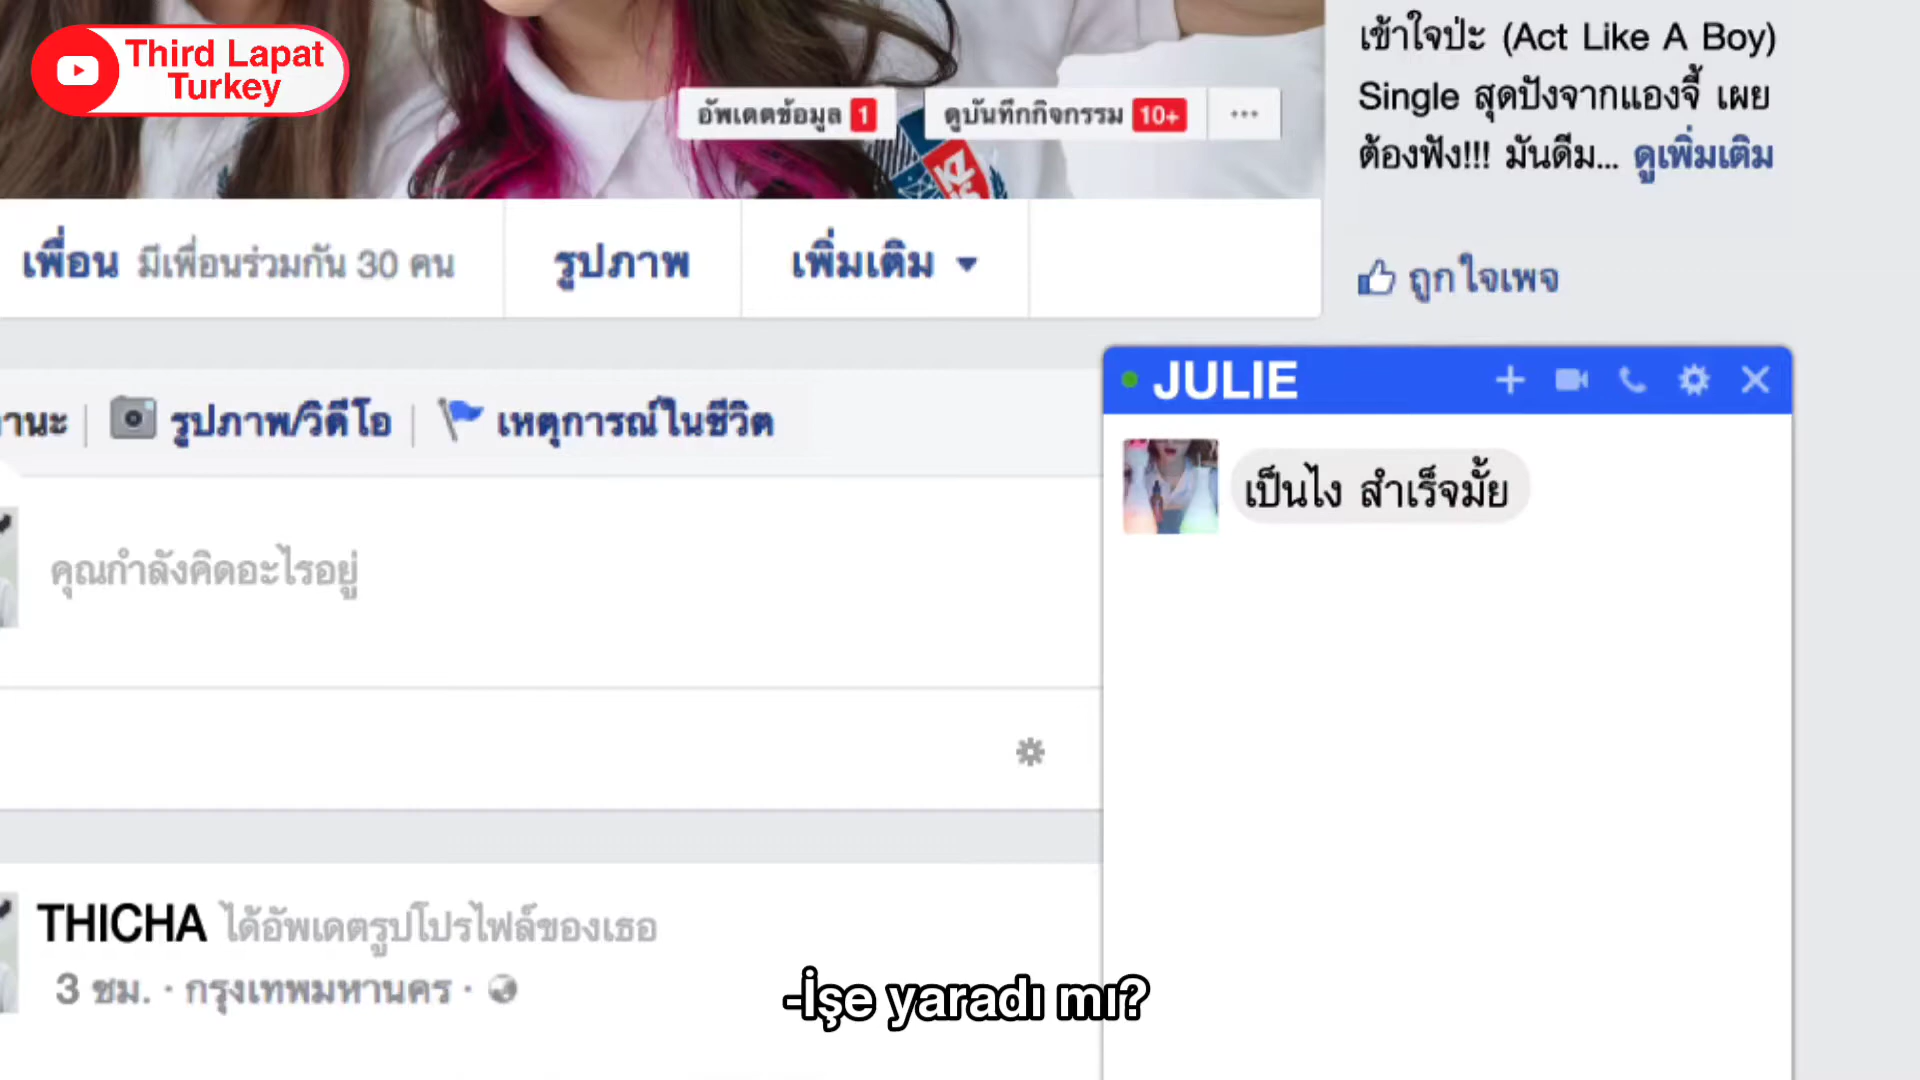 Third Lapat
Turkey
อัพเดตข้อมูล 1
ดูบันทึกกิจกรรม 10+
เข้าใจป่ะ (Act Like A Boy)
Single สุดปังจากแองจี้ เผย
ต้องฟัง!!! มันดีม... ดูเพิ่มเติม
ถูกใจเพจ
เพื่อน มีเพื่อนร่วมกัน 30 คน
รูปภาพ
เพิ่มเติม
รูปภาพ/วิดีโอ
เหตุการณ์ในชีวิต
คุณกำลังคิดอะไรอยู่
JULIE
เป็นไง สำเร็จมั้ย
THICHA ได้อัพเดตรูปโปรไฟล์ของเธอ
3 ชม. · กรุงเทพมหานคร ·
-İşe yaradı mı?